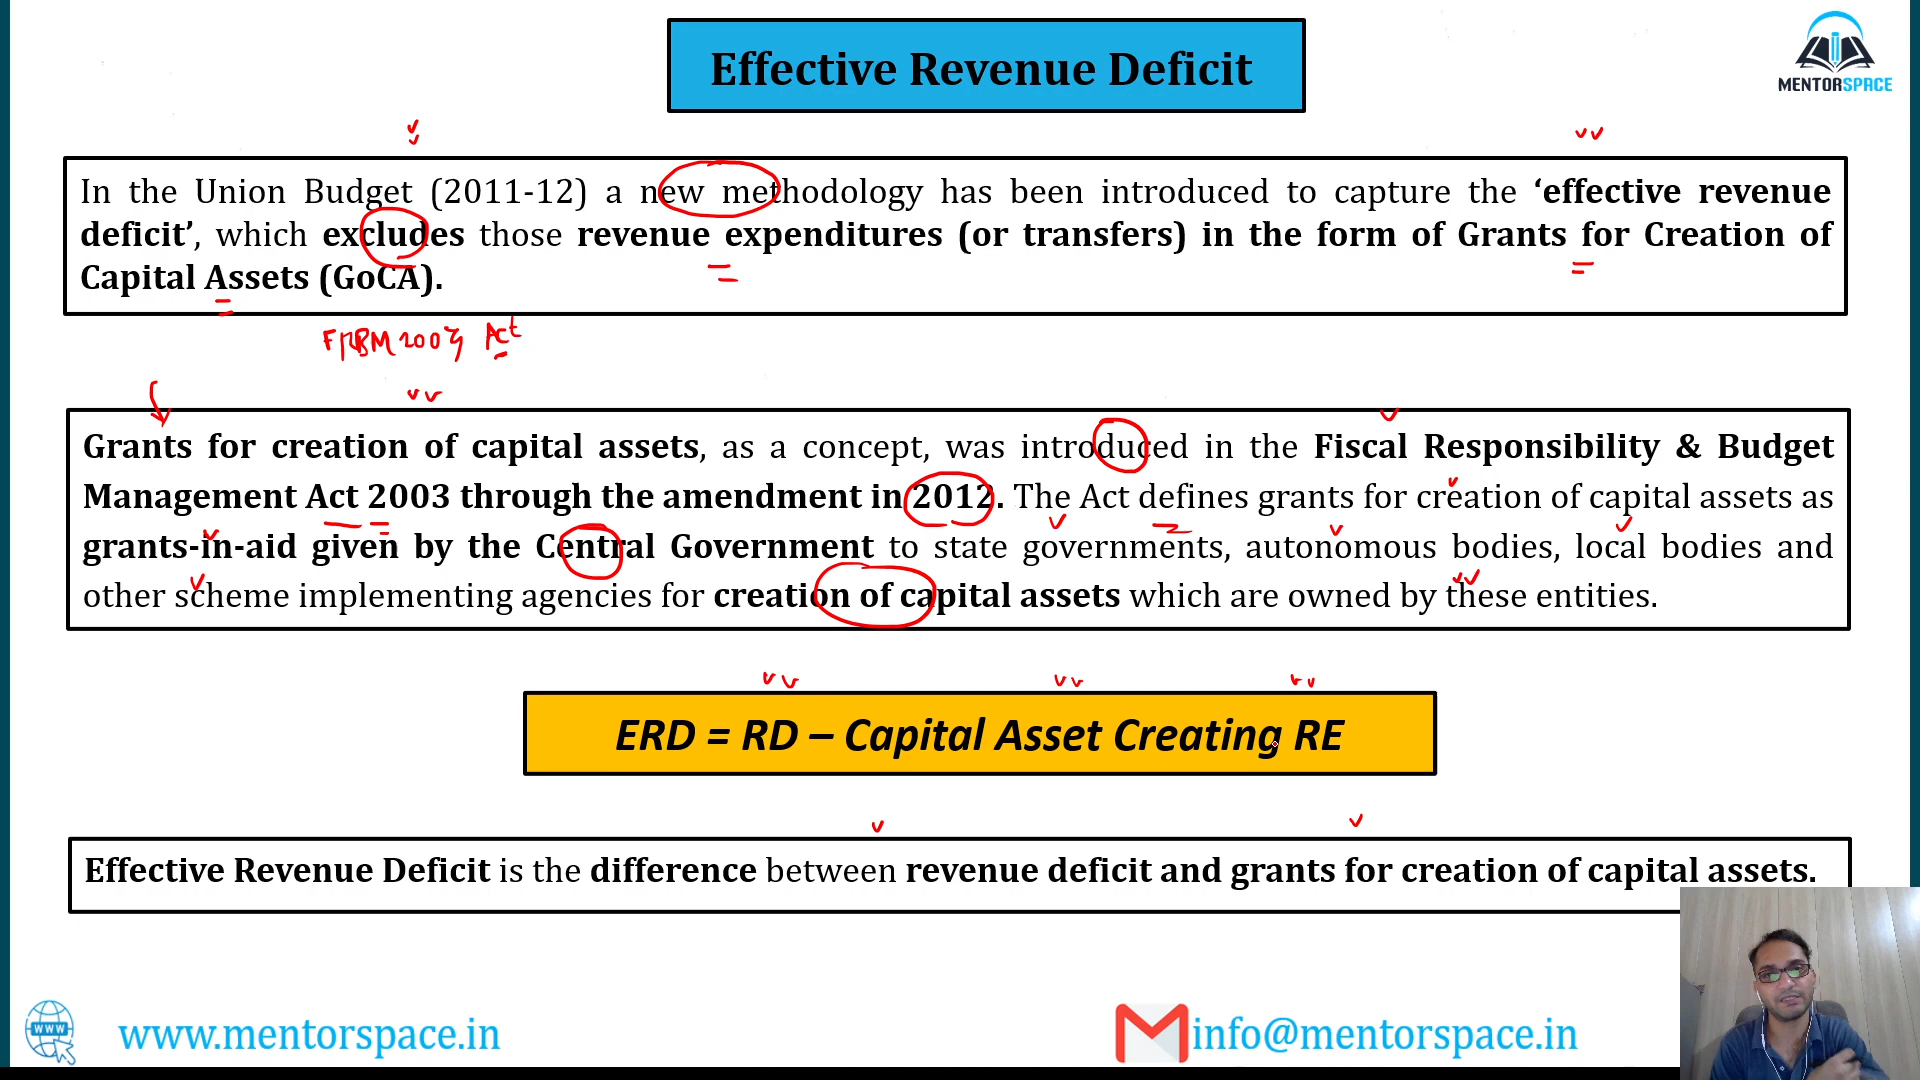 Effective Revenue Deficit
MENTORSPACE
In the Union Budget (2011-12) a new methodology has been introduced to capture the ‘effective revenue
deficit’, which excludes those revenue expenditures (or transfers) in the form of Grants for Creation of
Capital Assets (GoCA).
FRBM 2003 Act
Grants for creation of capital assets, as a concept, was introduced in the Fiscal Responsibility & Budget
Management Act 2003 through the amendment in 2012. The Act defines grants for creation of capital assets as
grants-in-aid given by the Central Government to state governments, autonomous bodies, local bodies and
other scheme implementing agencies for creation of capital assets which are owned by these entities.
ERD = RD – Capital Asset Creating RE
Effective Revenue Deficit is the difference between revenue deficit and grants for creation of capital assets.
WWW
www.mentorspace.in
info@mentorspace.in